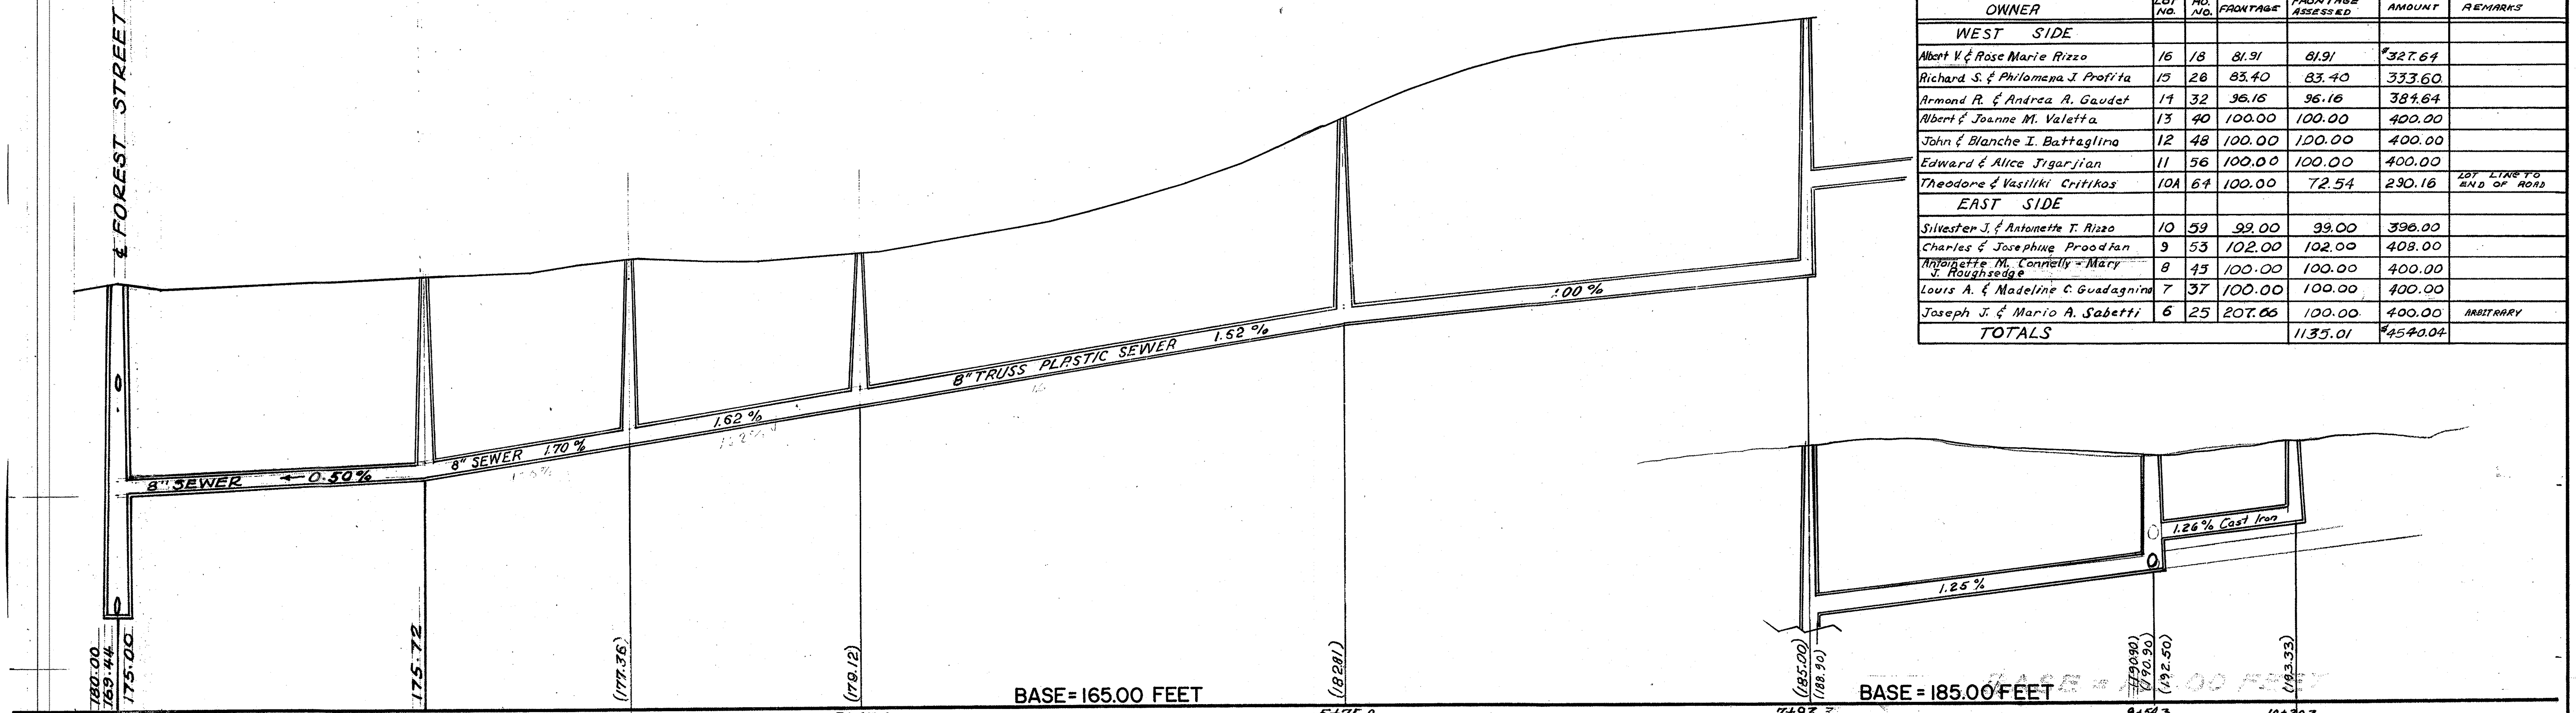 ℄ FOREST STREET
OWNER LOT NO. HO. NO. FRONTAGE FRONTAGE ASSESSED AMOUNT REMARKS
WEST SIDE
Albert V. & Rose Marie Rizzo 16 18 81.91 81.91 $327.64
Richard S. & Philomena J. Profita 15 26 83.40 83.40 333.60
Armond R. & Andrea A. Gaudet 14 32 96.16 96.16 384.64
Albert & Joanne M. Valetta 13 40 100.00 100.00 400.00
John & Blanche I. Battaglino 12 48 100.00 100.00 400.00
Edward & Alice Jigarjian 11 56 100.00 100.00 400.00
Theodore & Vasiliki Critikos 10A 64 100.00 72.54 290.16 LOT LINE TO END OF ROAD
EAST SIDE
Silvester J. & Antoinette T. Rizzo 10 59 99.00 99.00 396.00
Charles & Josephine Proodian 9 53 102.00 102.00 408.00
Antoinette M. Connelly - Mary J. Roughsedge 8 45 100.00 100.00 400.00
Louis A. & Madeline C. Guadagnino 7 37 100.00 100.00 400.00
Joseph J. & Mario A. Sabetti 6 25 207.66 100.00 400.00 ARBITRARY
TOTALS 1135.01 $4540.04
8" SEWER ← 0.50%
8" SEWER 1.70%
1.62%
8" TRUSS PLASTIC SEWER 1.62%
.00%
1.25%
1.26% Cast Iron
180.00
169.44
175.00
175.72
(177.36)
(179.12)
(182.81)
(185.00)
(188.90)
(190.90)
(190.90)
(192.50)
(193.33)
BASE = 165.00 FEET
BASE = 185.00 FEET